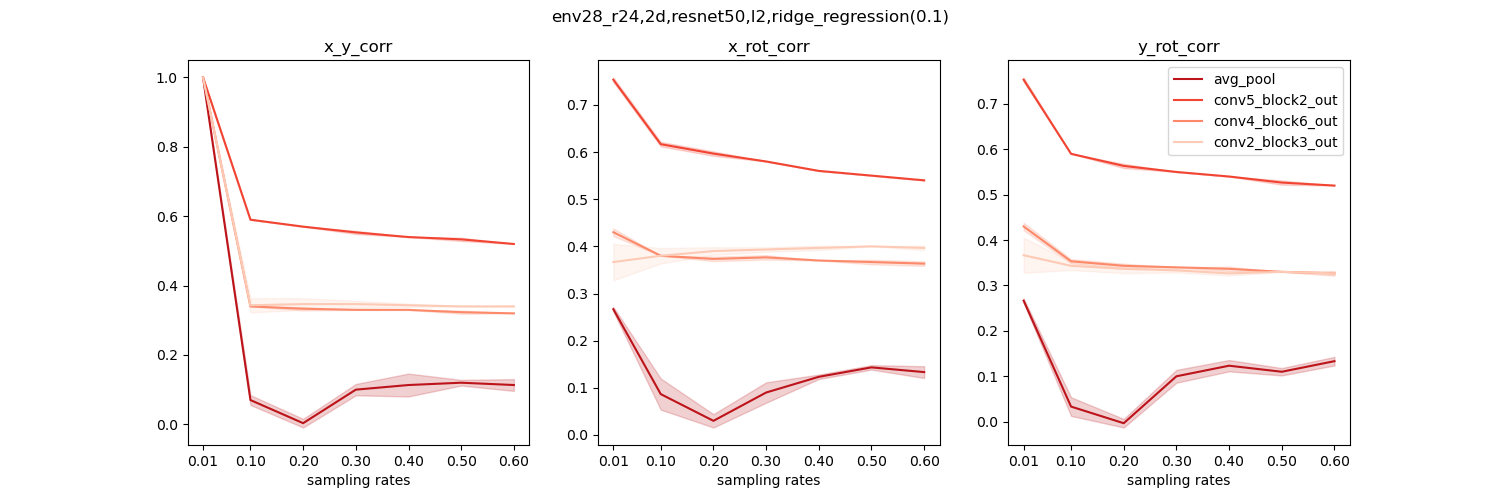 env28_r24,2d,resnet50,l2,ridge_regression(0.1)
x_y_corr
1.0
0.8
0.6
0.4
0.2
0.0
0.01 0.10 0.20 0.30 0.40 0.50 0.60
sampling rates
x_rot_corr
0.7
0.6
0.5
0.4
0.3
0.2
0.1
0.0
0.01 0.10 0.20 0.30 0.40 0.50 0.60
sampling rates
y_rot_corr
0.7
0.6
0.5
0.4
0.3
0.2
0.1
0.0
avg_pool
conv5_block2_out
conv4_block6_out
conv2_block3_out
0.01 0.10 0.20 0.30 0.40 0.50 0.60
sampling rates